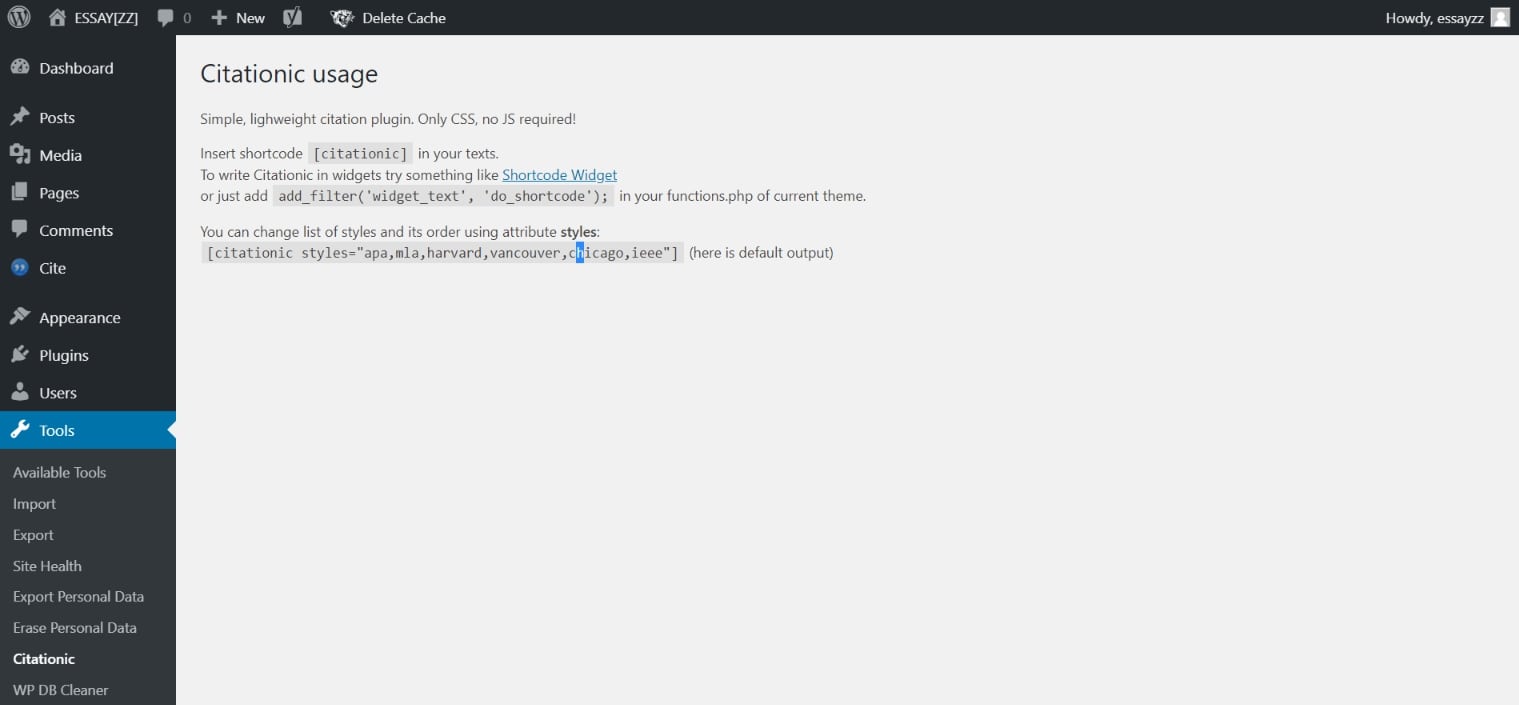 ESSAY[ZZ] 0 New Delete Cache Howdy, essayzz
Dashboard
Posts
Media
Pages
Comments
Cite
Appearance
Plugins
Users
Tools
Available Tools
Import
Export
Site Health
Export Personal Data
Erase Personal Data
Citationic
WP DB Cleaner
Citationic usage
Simple, lighweight citation plugin. Only CSS, no JS required!
Insert shortcode [citationic] in your texts.
To write Citationic in widgets try something like Shortcode Widget
or just add add_filter('widget_text', 'do_shortcode'); in your functions.php of current theme.
You can change list of styles and its order using attribute styles:
[citationic styles="apa,mla,harvard,vancouver,chicago,ieee"] (here is default output)